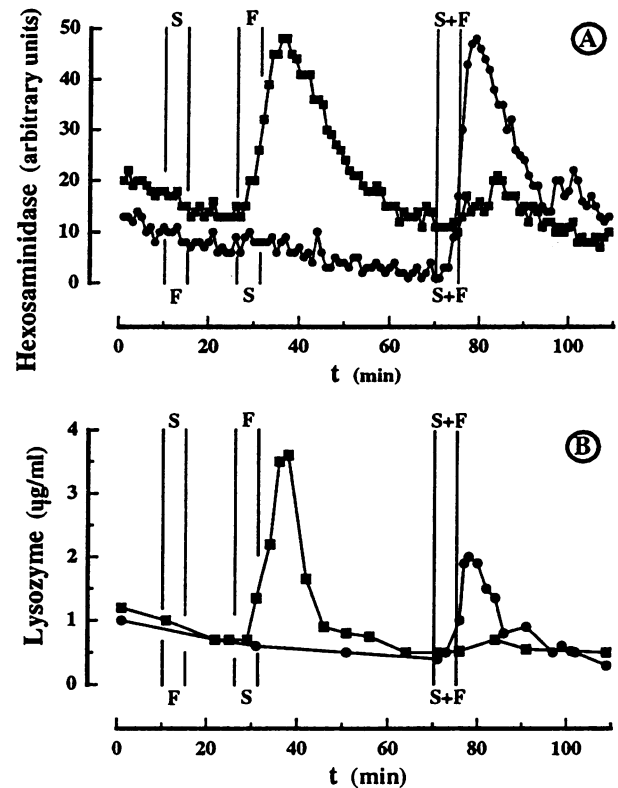 S F S+F A
50
40
30
20
10
0
Hexosaminidase (arbitrary units)
F S S+F
0 20 40 60 80 100
t (min)
S F S+F B
4
3
2
1
0
Lysozyme (ųg/ml)
F S S+F
0 20 40 60 80 100
t (min)